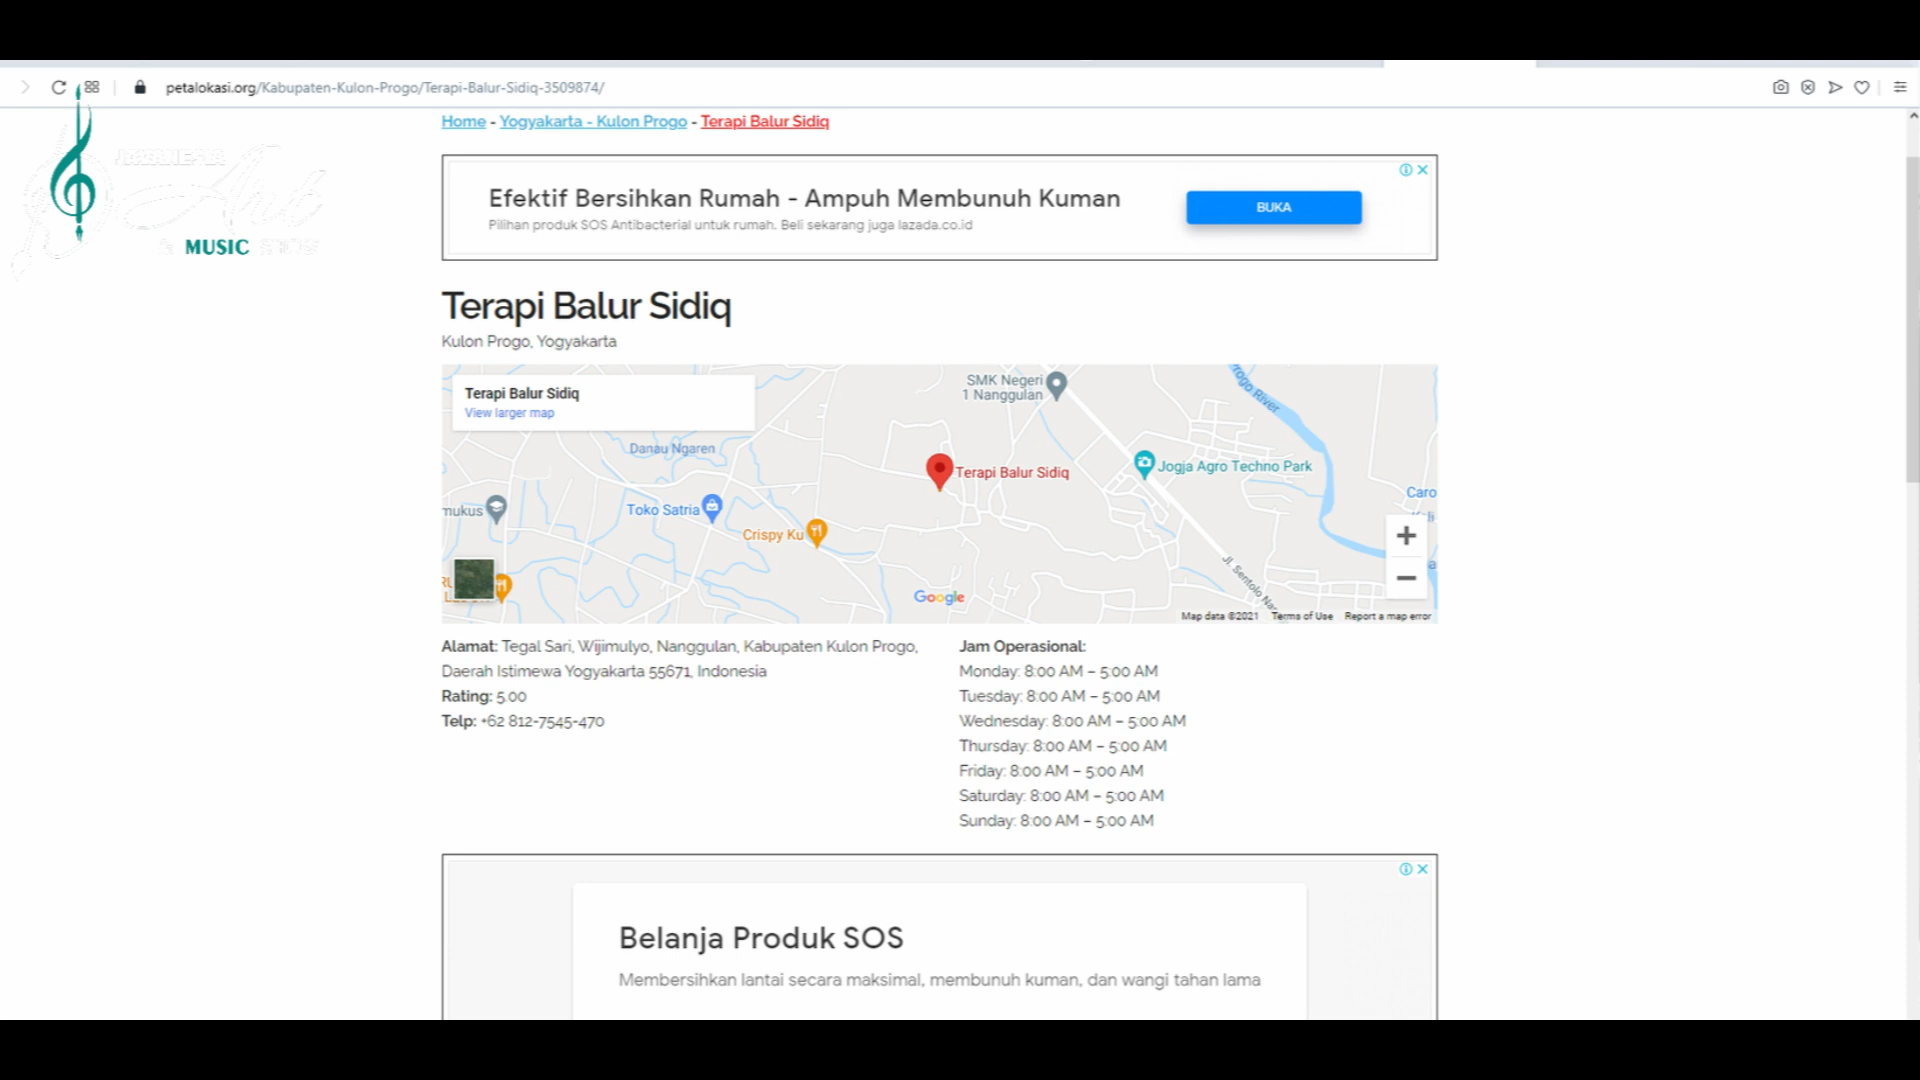 petalokasi.org/Kabupaten-Kulon-Progo/Terapi-Balur-Sidiq-3509874/
Home - Yogyakarta - Kulon Progo - Terapi Balur Sidiq
Art
MUSIC
Efektif Bersihkan Rumah - Ampuh Membunuh Kuman
Pilihan produk SOS Antibacterial untuk rumah. Beli sekarang juga lazada.co.id
BUKA
Terapi Balur Sidiq
Kulon Progo, Yogyakarta
Terapi Balur Sidiq
View larger map
SMK Negeri
1 Nanggulan
rogo River
Danau Ngaren
Terapi Balur Sidiq
Jogja Agro Techno Park
mukus
Toko Satria
Caro
Crispy Ku
Jl. Sentolo Na
Google
Map data ©2021 Terms of Use Report a map error
Alamat: Tegal Sari, Wijimulyo, Nanggulan, Kabupaten Kulon Progo,
Daerah Istimewa Yogyakarta 55671, Indonesia
Rating: 5.00
Telp: +62 812-7545-470
Jam Operasional:
Monday: 8:00 AM – 5:00 AM
Tuesday: 8:00 AM – 5:00 AM
Wednesday: 8:00 AM – 5:00 AM
Thursday: 8:00 AM – 5:00 AM
Friday: 8:00 AM – 5:00 AM
Saturday: 8:00 AM – 5:00 AM
Sunday: 8:00 AM – 5:00 AM
Belanja Produk SOS
Membersihkan lantai secara maksimal, membunuh kuman, dan wangi tahan lama